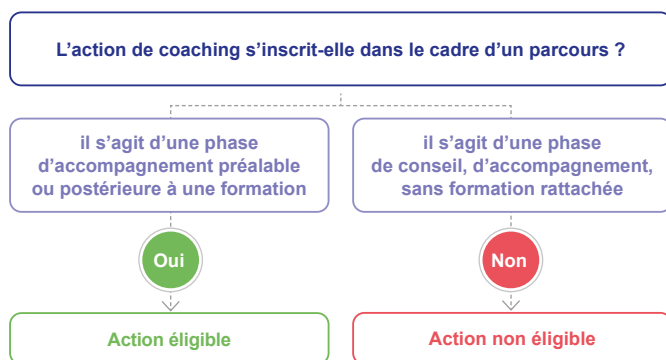 L’action de coaching s’inscrit-elle dans le cadre d’un parcours ?
il s’agit d’une phase
d’accompagnement préalable
ou postérieure à une formation
il s’agit d’une phase
de conseil, d’accompagnement,
sans formation rattachée
Oui
Non
Action éligible
Action non éligible